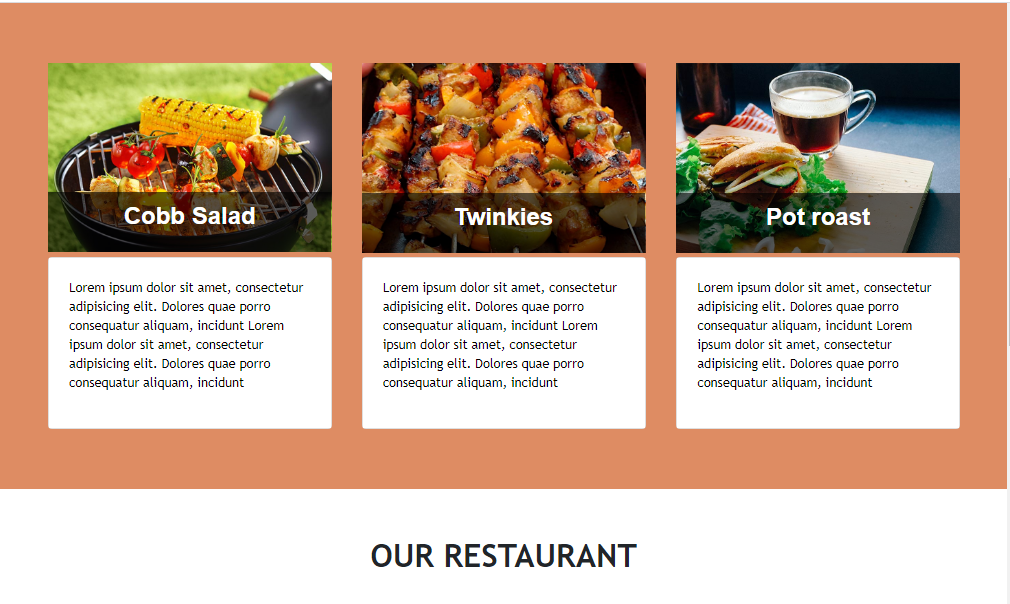 Cobb Salad
Twinkies
Pot roast
Lorem ipsum dolor sit amet, consectetur
adipisicing elit. Dolores quae porro
consequatur aliquam, incidunt Lorem
ipsum dolor sit amet, consectetur
adipisicing elit. Dolores quae porro
consequatur aliquam, incidunt
Lorem ipsum dolor sit amet, consectetur
adipisicing elit. Dolores quae porro
consequatur aliquam, incidunt Lorem
ipsum dolor sit amet, consectetur
adipisicing elit. Dolores quae porro
consequatur aliquam, incidunt
Lorem ipsum dolor sit amet, consectetur
adipisicing elit. Dolores quae porro
consequatur aliquam, incidunt Lorem
ipsum dolor sit amet, consectetur
adipisicing elit. Dolores quae porro
consequatur aliquam, incidunt
OUR RESTAURANT